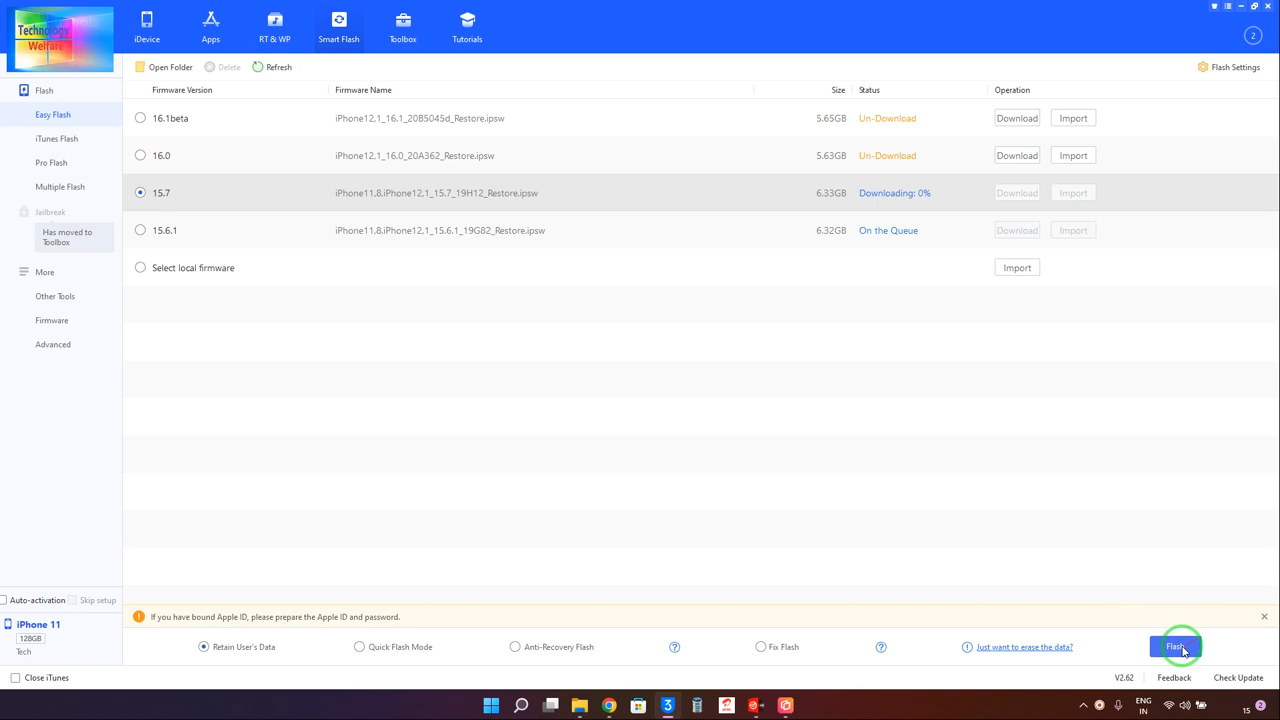 Technology
Welfare
iDevice
Apps
RT & WP
Smart Flash
Toolbox
Tutorials
2
Flash
Easy Flash
iTunes Flash
Pro Flash
Multiple Flash
Jailbreak
Has moved to
Toolbox
More
Other Tools
Firmware
Advanced
Open Folder Delete Refresh Flash Settings
Firmware Version Firmware Name Size Status Operation
16.1beta iPhone12,1_16.1_20B5045d_Restore.ipsw 5.65GB Un-Download Download Import
16.0 iPhone12,1_16.0_20A362_Restore.ipsw 5.63GB Un-Download Download Import
15.7 iPhone11,8,iPhone12,1_15.7_19H12_Restore.ipsw 6.33GB Downloading: 0% Download Import
15.6.1 iPhone11,8,iPhone12,1_15.6.1_19G82_Restore.ipsw 6.32GB On the Queue Download Import
Select local firmware Import
Auto-activation Skip setup
iPhone 11
128GB
Tech
If you have bound Apple ID, please prepare the Apple ID and password.
Retain User's Data Quick Flash Mode Anti-Recovery Flash ? Fix Flash ? Just want to erase the data? Flash
Close iTunes V2.62 Feedback Check Update
3 ENG
IN 15 2